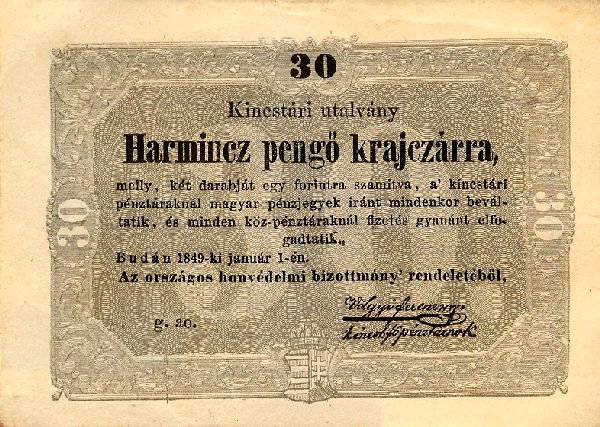 30
Kincstári utalvány
Harmincz pengő krajczárra,
melly, két darabját egy forintra számitva, a' kincstári
pénztáraknál magyar pénzjegyek iránt mindenkor bevál-
tatik, és minden köz-pénztáraknál fizetés gyanánt elfo-
gadtatik.
Budán 1849-ki január 1-én.
Az országos honvédelmi bizottmány' rendeletéből,
30
30
g. 20.